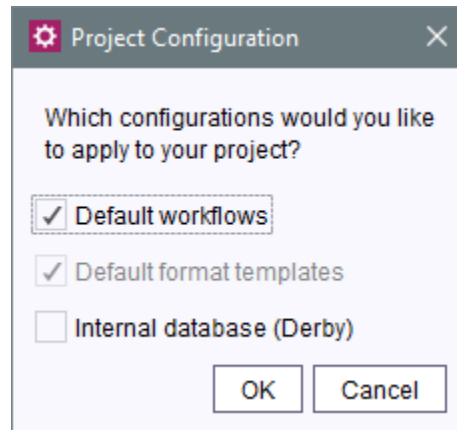 Project Configuration
Which configurations would you like
to apply to your project?
Default workflows
Default format templates
Internal database (Derby)
OK Cancel